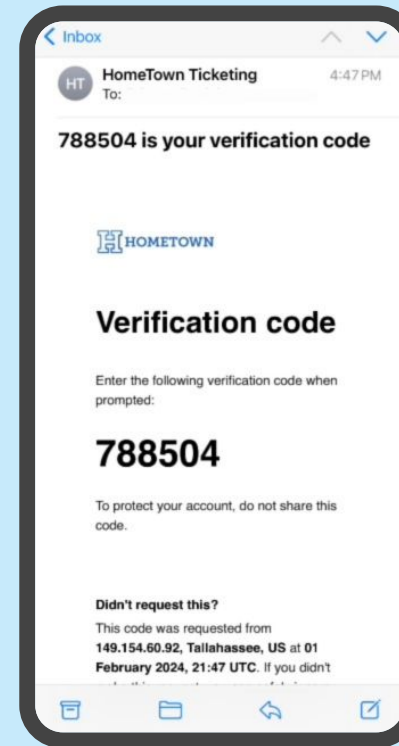 Inbox
HT
HomeTown Ticketing
4:47 PM
To:
788504 is your verification code
H HOMETOWN
Verification code
Enter the following verification code when
prompted:
788504
To protect your account, do not share this
code.
Didn't request this?
This code was requested from
149.154.60.92, Tallahassee, US at 01
February 2024, 21:47 UTC. If you didn't